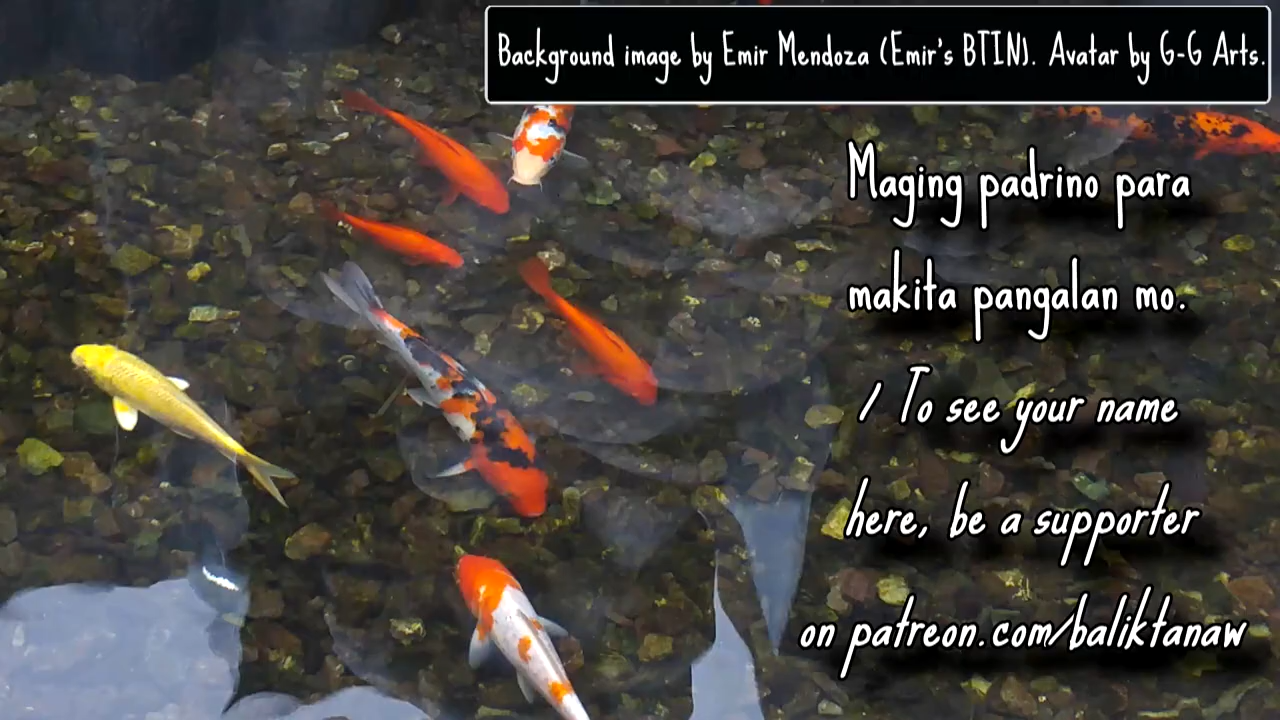 Background image by Emir Mendoza (Emir's BTIN). Avatar by G-G Arts.
Maging padrino para
makita pangalan mo.
/ To see your name
here, be a supporter
on patreon.com/baliktanaw